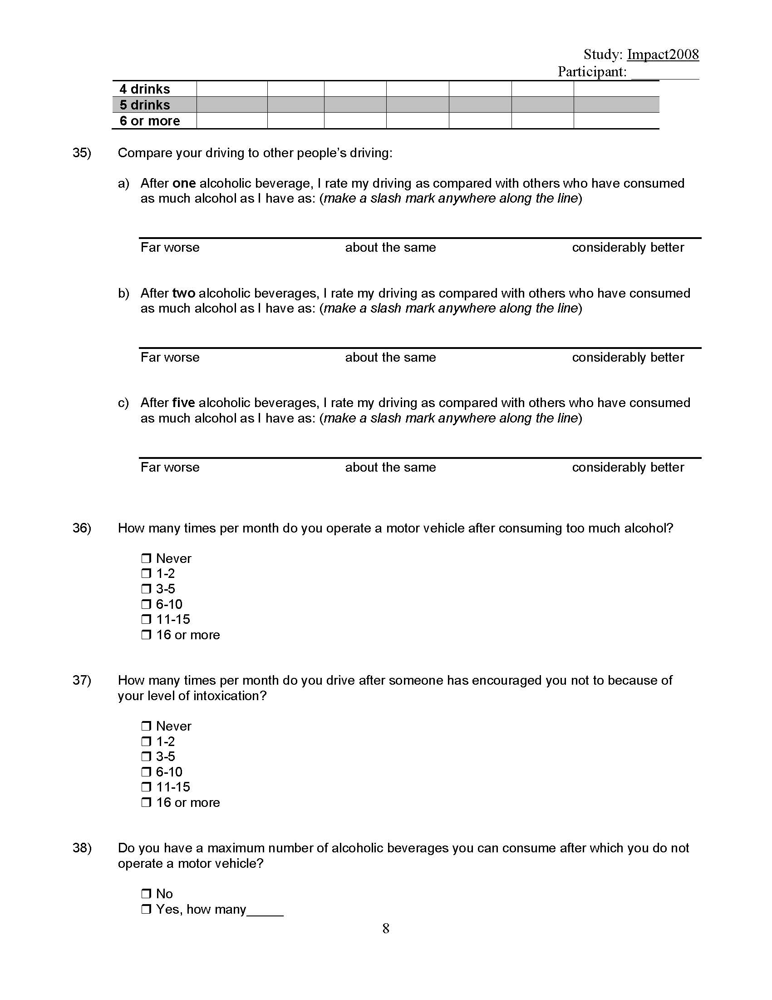 Study: Impact2008
Participant: _________
4 drinks
5 drinks
6 or more
35) Compare your driving to other people’s driving:
a) After one alcoholic beverage, I rate my driving as compared with others who have consumed
as much alcohol as I have as: (make a slash mark anywhere along the line)
Far worse about the same considerably better
b) After two alcoholic beverages, I rate my driving as compared with others who have consumed
as much alcohol as I have as: (make a slash mark anywhere along the line)
Far worse about the same considerably better
c) After five alcoholic beverages, I rate my driving as compared with others who have consumed
as much alcohol as I have as: (make a slash mark anywhere along the line)
Far worse about the same considerably better
36) How many times per month do you operate a motor vehicle after consuming too much alcohol?
❒ Never
❒ 1-2
❒ 3-5
❒ 6-10
❒ 11-15
❒ 16 or more
37) How many times per month do you drive after someone has encouraged you not to because of
your level of intoxication?
❒ Never
❒ 1-2
❒ 3-5
❒ 6-10
❒ 11-15
❒ 16 or more
38) Do you have a maximum number of alcoholic beverages you can consume after which you do not
operate a motor vehicle?
❒ No
❒ Yes, how many_____
8